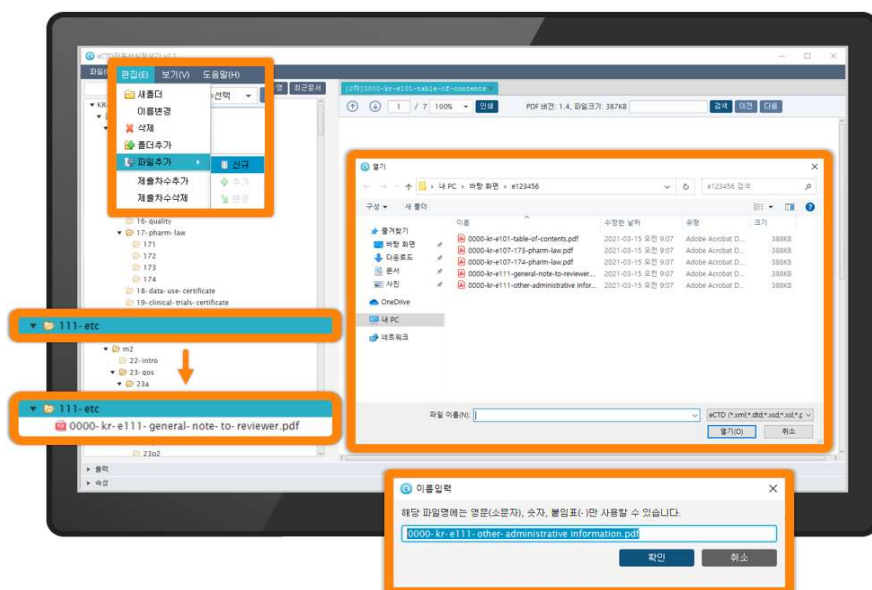 편집(E) 보기(V) 도움말(H)
새폴더
이름변경
삭제
폴더추가
파일추가
신규
제출차수추가
추가
제출차수삭제
변경
선택
최근문서
[0차]0000-kr-e101-table-of-contents
1 / 7 100% 인쇄 PDF 버전: 1.4, 파일크기: 387KB 검색 이전 다음
16- quality
17- pharm- law
171
172
173
174
18- data- use- certificate
19- clinical- trials- certificate
111- etc
m2
22- intro
23- qos
23a
111- etc
0000- kr- e111- general- note- to- reviewer.pdf
23o2
출력
속성
열기
내 PC › 바탕 화면 › e123456
e123456 검색
구성 새 폴더
이름 수정한 날짜 유형 크기
즐겨찾기
바탕 화면
다운로드
문서
사진
OneDrive
내 PC
네트워크
0000-kr-e101-table-of-contents.pdf 2021-03-15 오전 9:07 Adobe Acrobat D... 388KB
0000-kr-e107-173-pharm-law.pdf 2021-03-15 오전 9:07 Adobe Acrobat D... 388KB
0000-kr-e107-174-pharm-law.pdf 2021-03-15 오전 9:07 Adobe Acrobat D... 388KB
0000-kr-e111-general-note-to-reviewer... 2021-03-15 오전 9:07 Adobe Acrobat D... 388KB
0000-kr-e111-other-administrative infor... 2021-03-15 오전 9:07 Adobe Acrobat D... 388KB
파일 이름(N):
eCTD (*.xml;*.dtd;*.xsd;*.xsl;*.p
열기(O) 취소
이름입력
해당 파일명에는 영문(소문자), 숫자, 붙임표(-)만 사용할 수 있습니다.
0000- kr- e111- other- administrative information.pdf
확인 취소